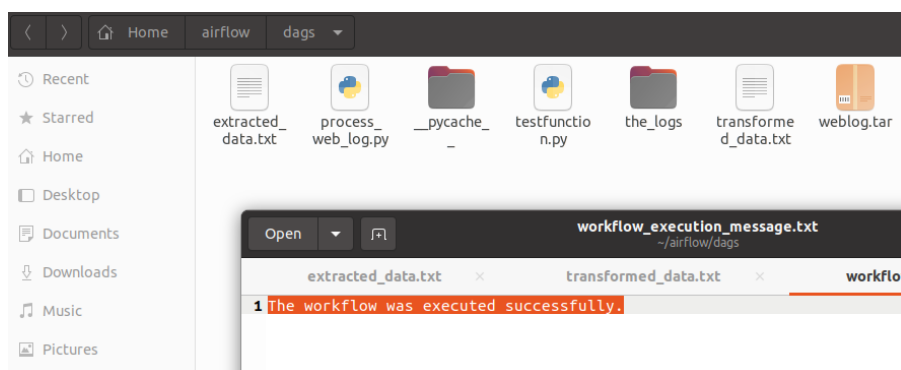 Home airflow dags
Recent
Starred
Home
Desktop
Documents
Downloads
Music
Pictures
extracted_
data.txt
process_
web_log.py
__pycache_
_
testfunctio
n.py
the_logs
transforme
d_data.txt
weblog.tar
Open
workflow_execution_message.txt
~/airflow/dags
extracted_data.txt × transformed_data.txt × workflo
1 The workflow was executed successfully.